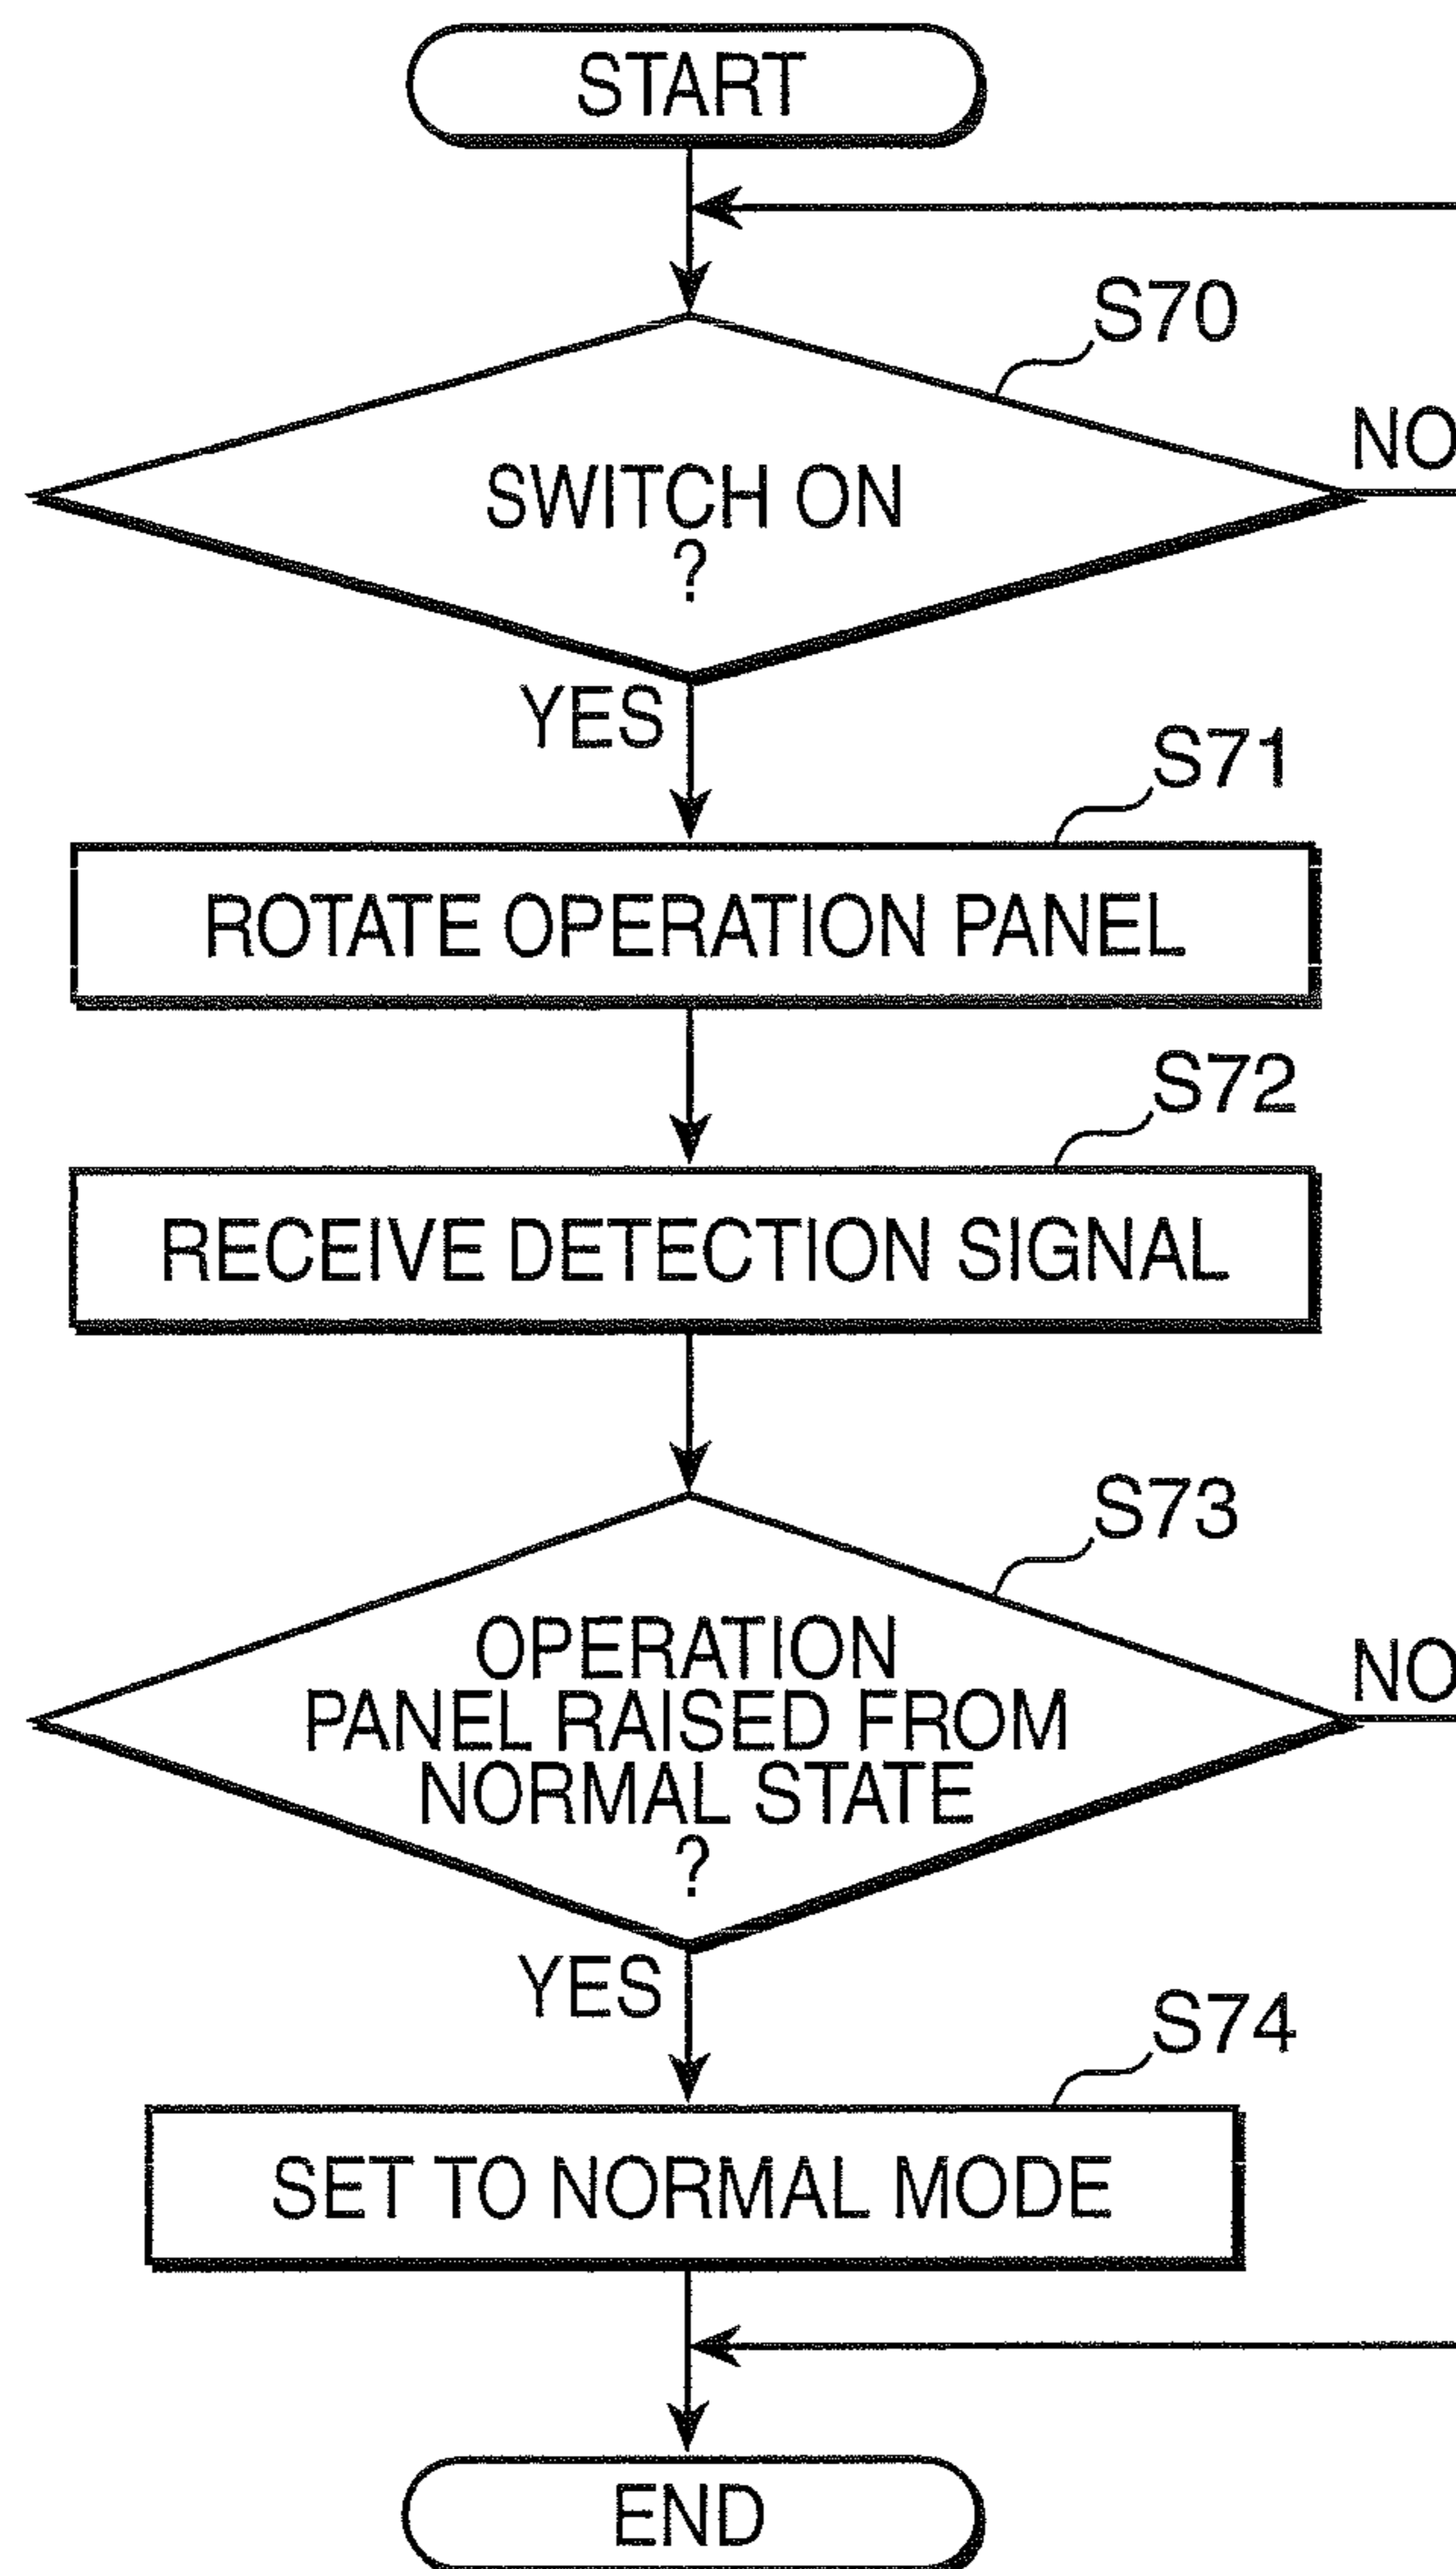 START
S70
NO
SWITCH ON
?
YES
S71
ROTATE OPERATION PANEL
S72
RECEIVE DETECTION SIGNAL
S73
OPERATION
NO
PANEL RAISED FROM
NORMAL STATE
?
YES
S74
SET TO NORMAL MODE
END